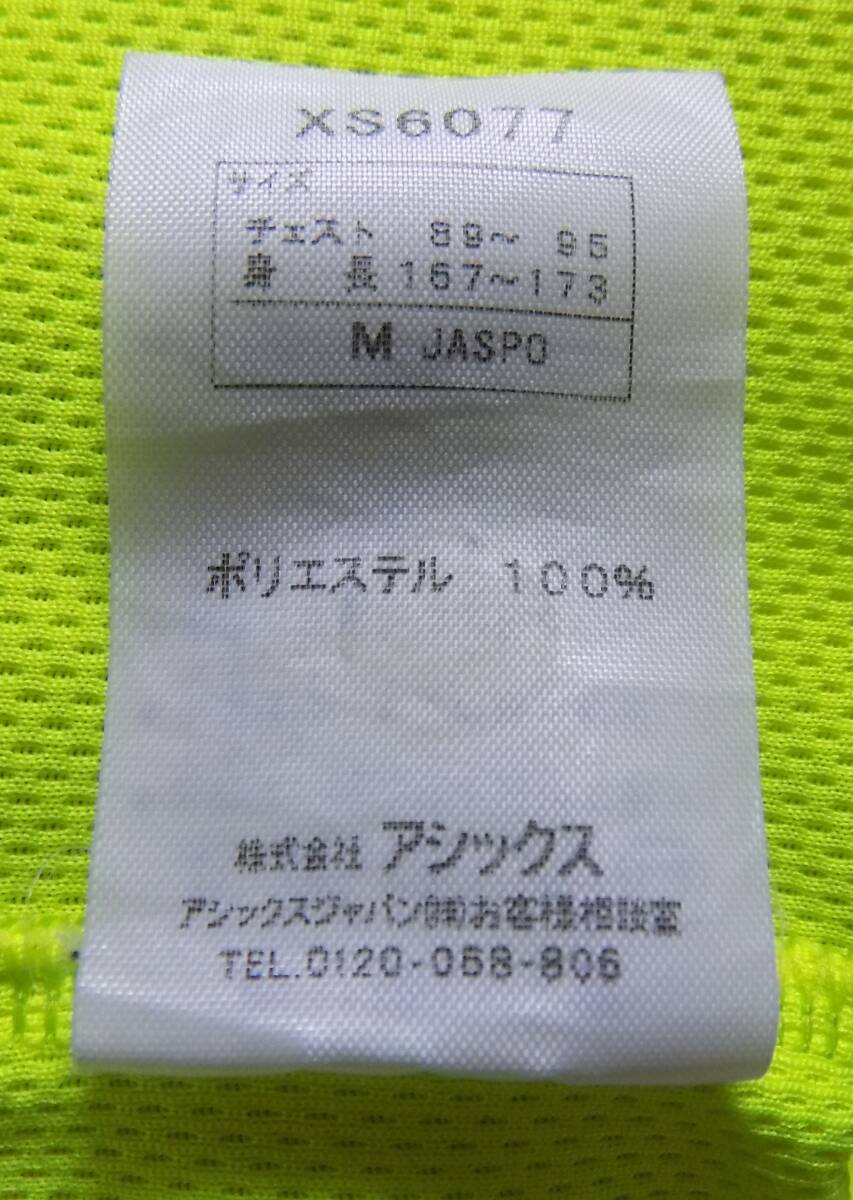 XS6077
サイズ
チェスト 89～ 95
身 長 167～173
M JASPO
ポリエステル 100%
株式会社 アシックス
アシックスジャパン㈱お客様相談室
TEL.0120-068-806